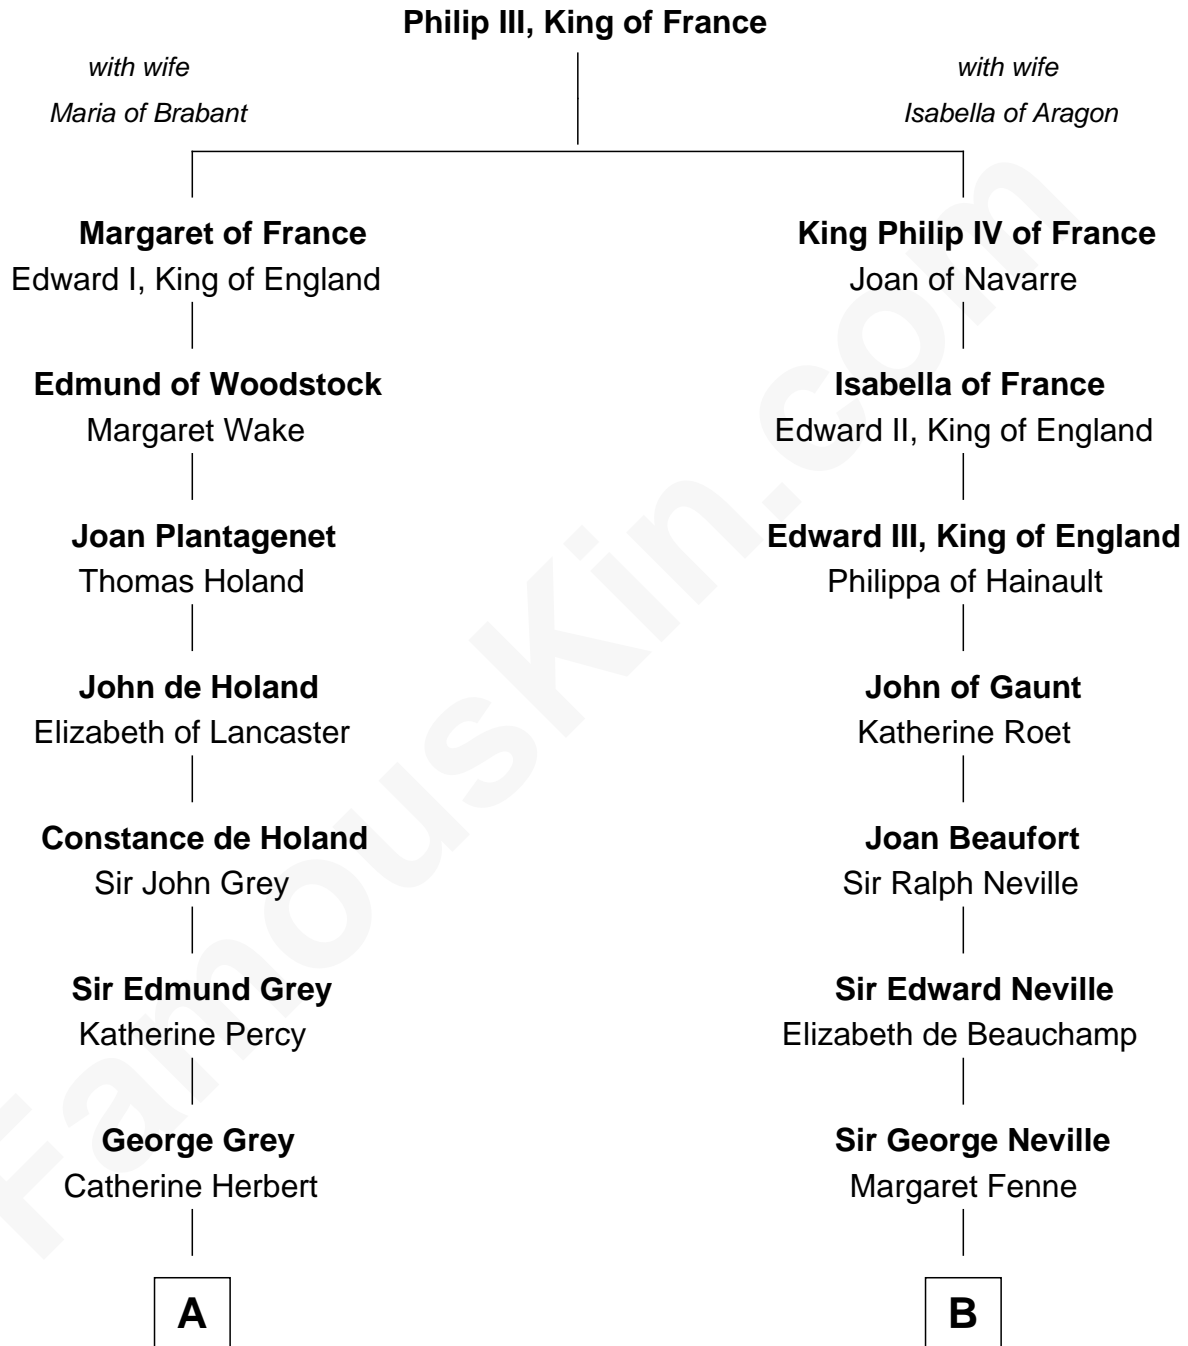 Philip III, King of France
with wife
Maria of Brabant
with wife
Isabella of Aragon
Margaret of France
Edward I, King of England
King Philip IV of France
Joan of Navarre
Edmund of Woodstock
Margaret Wake
Isabella of France
Edward II, King of England
Joan Plantagenet
Thomas Holand
Edward III, King of England
Philippa of Hainault
John de Holand
Elizabeth of Lancaster
John of Gaunt
Katherine Roet
Constance de Holand
Sir John Grey
Joan Beaufort
Sir Ralph Neville
Sir Edmund Grey
Katherine Percy
Sir Edward Neville
Elizabeth de Beauchamp
George Grey
Catherine Herbert
Sir George Neville
Margaret Fenne
A
B
FamousKin.com